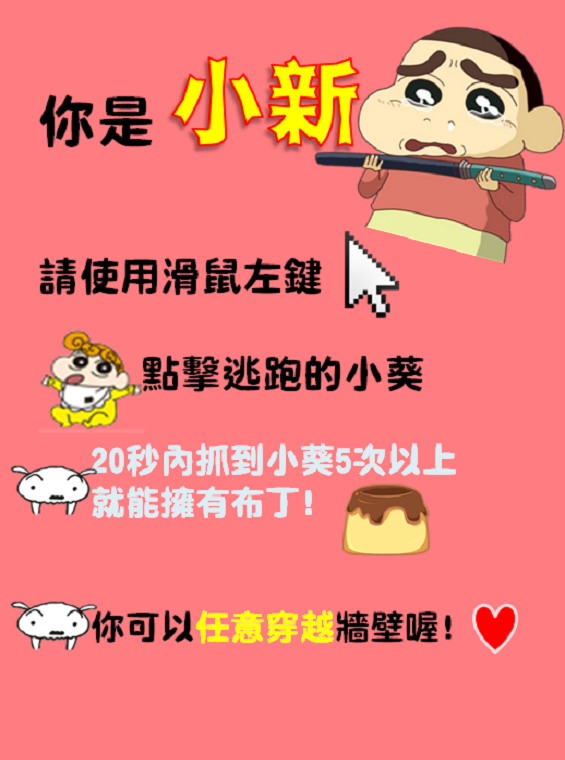 你是 小新
請使用滑鼠左鍵
點擊逃跑的小葵
20秒內抓到小葵5次以上
就能擁有布丁!
你可以任意穿越牆壁喔!